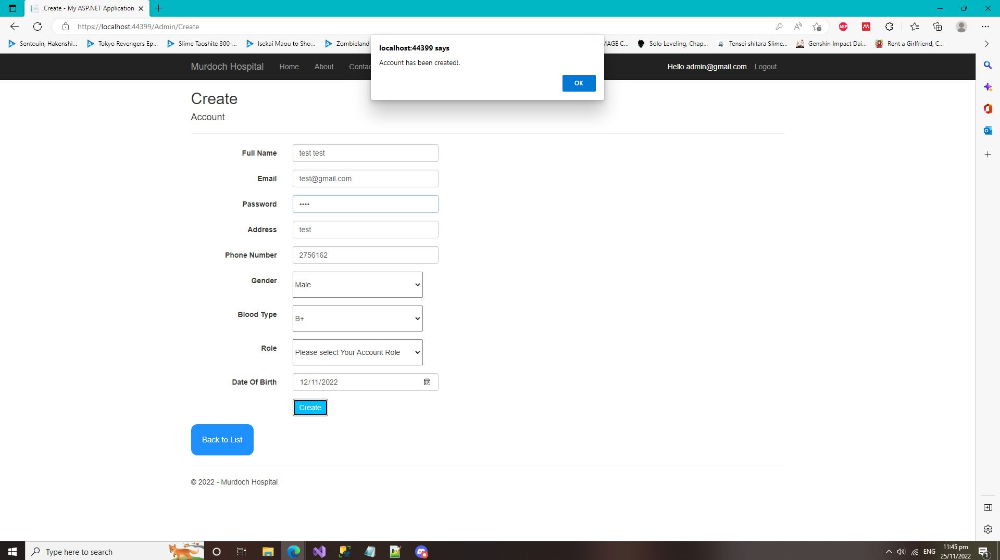 Create - My ASP.NET Application
https://localhost:44399/Admin/Create
ABP
Sentouin, Hakenshi...
Tokyo Revengers Ep...
Slime Taoshite 300-...
Isekai Maou to Sho...
Zombieland
MAGE C...
Solo Leveling, Chap...
Tensei shitara Slime...
Genshin Impact Dai...
Rent a Girlfriend, C...
localhost:44399 says
Account has been created!.
OK
Murdoch Hospital
Home
About
Contac
Hello admin@gmail.com
Logout
Create
Account
Full Name
test test
Email
test@gmail.com
Password
••••
Address
test
Phone Number
2756162
Gender
Male
Blood Type
B+
Role
Please select Your Account Role
Date Of Birth
12/11/2022
Create
Back to List
© 2022 - Murdoch Hospital
Type here to search
ENG
11:45 pm
25/11/2022
1